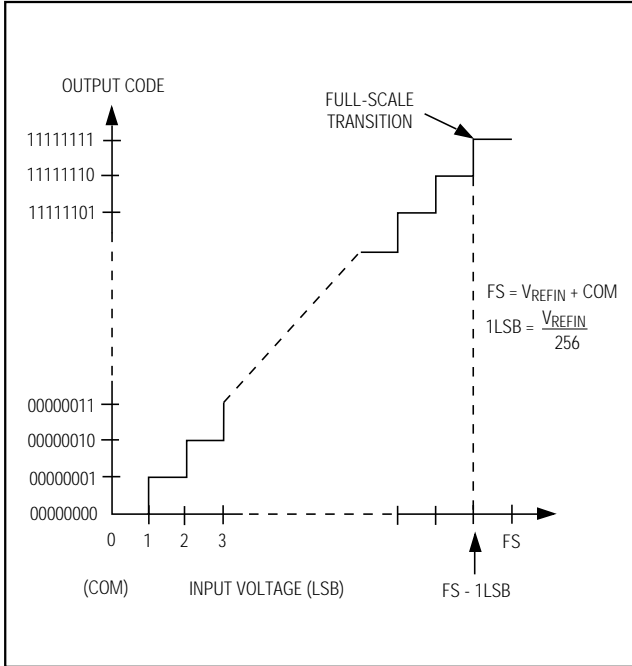 OUTPUT CODE
FULL-SCALE
TRANSITION
11111111
11111110
11111101
FS = VREFIN + COM
1LSB = VREFIN
256
00000011
00000010
00000001
00000000
0 1 2 3 FS
(COM) INPUT VOLTAGE (LSB) FS - 1LSB